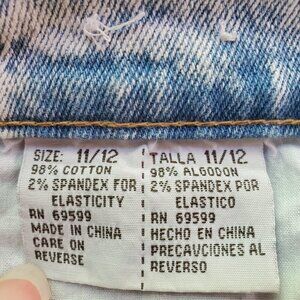 SIZE: 11/12
98% COTTON
2% SPANDEX FOR
ELASTICITY
RN 69599
MADE IN CHINA
CARE ON
REVERSE
TALLA 11/12
98% ALGODON
2% SPANDEX POR
ELASTICO
RN 69599
HECHO EN CHINA
PRECAVCIONES AL
REVERSO